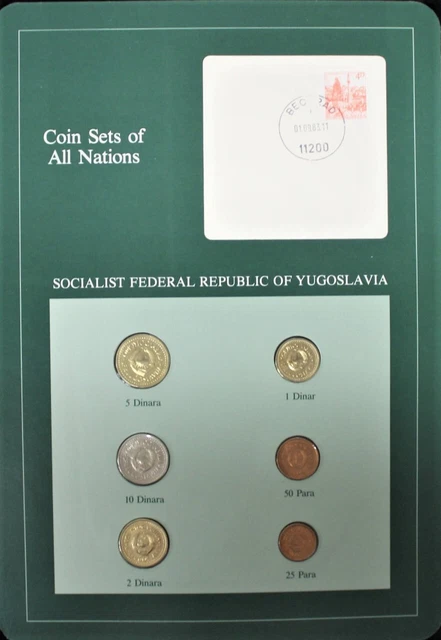 Coin Sets of
All Nations
11200
SOCIALIST FEDERAL REPUBLIC OF YUGOSLAVIA
5 Dinara
1 Dinar
10 Dinara
50 Para
2 Dinara
25 Para